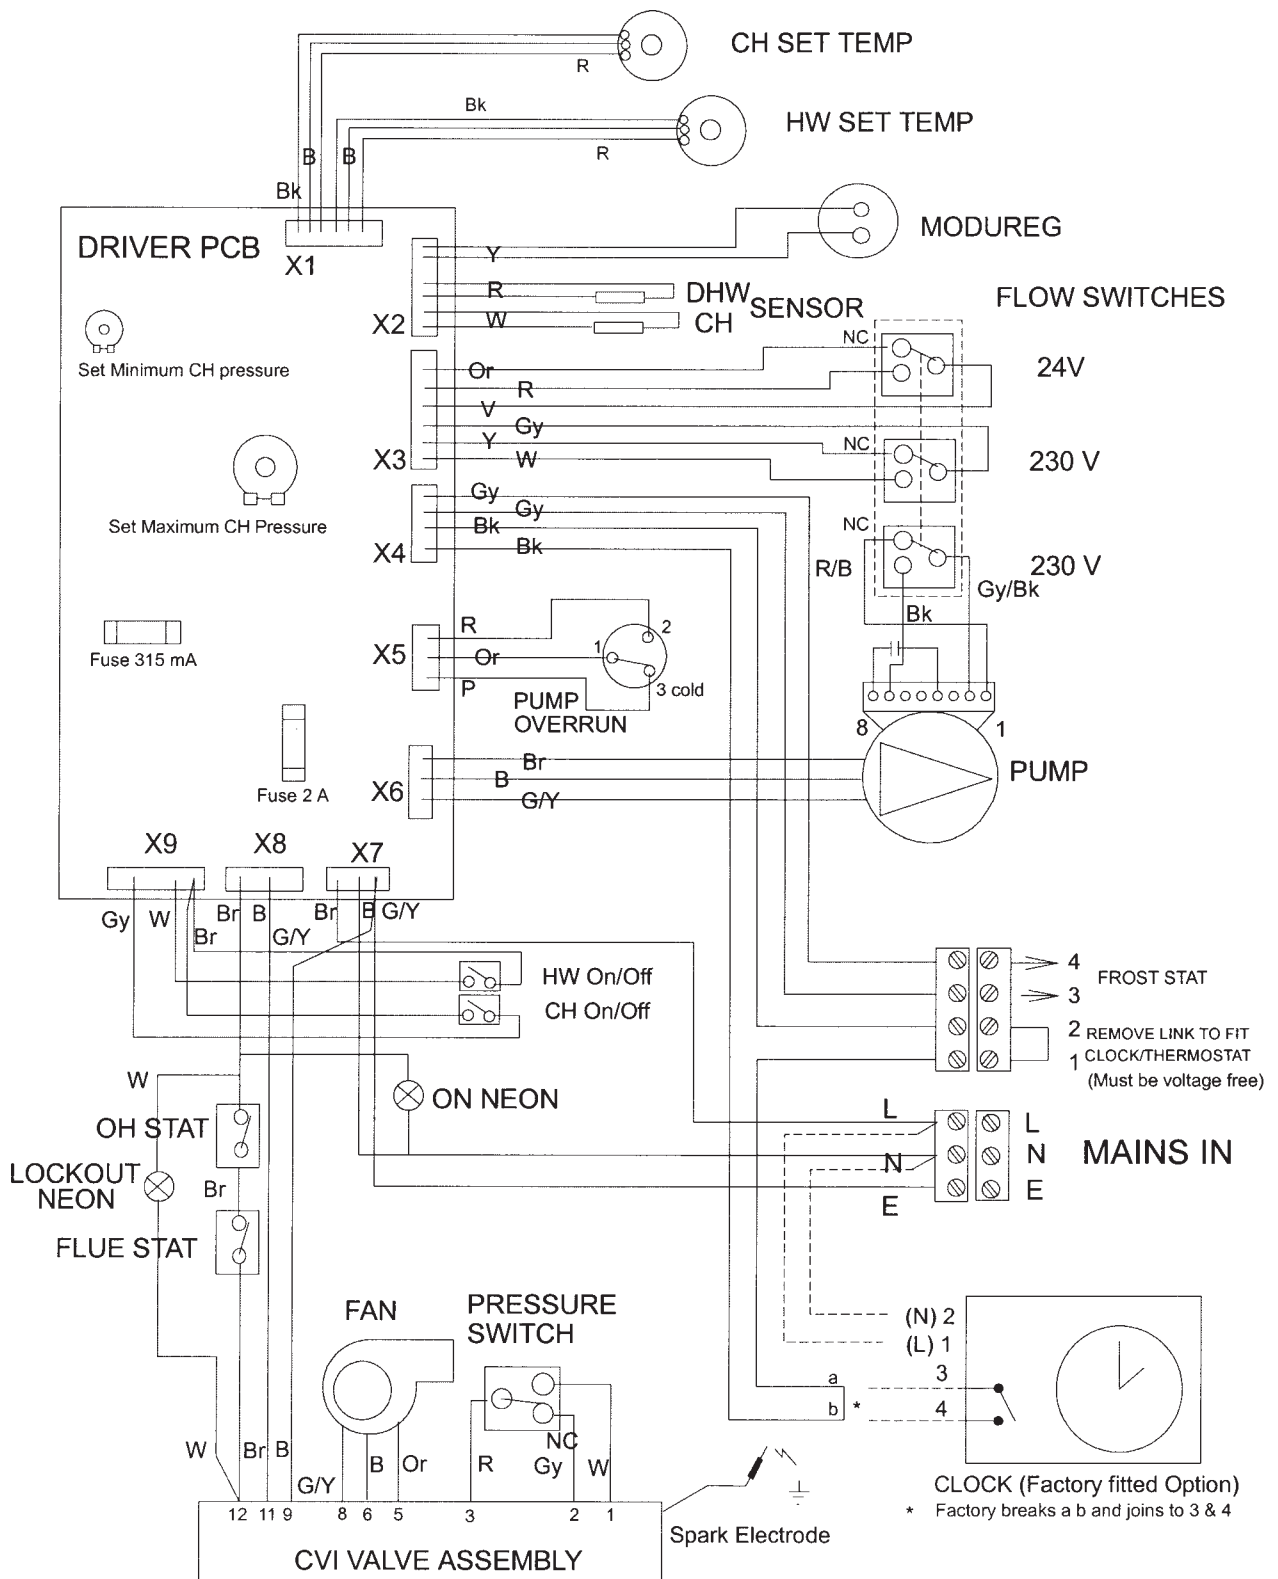 CH SET TEMP
R
Bk
HW SET TEMP
B
B
R
Bk
DRIVER PCB
X1
Y
MODUREG
R
DHW
SENSOR
FLOW SWITCHES
X2
W
CH
NC
24V
Set Minimum CH pressure
Or
R
V
Gy
Y
NC
X3
W
230 V
Gy
Gy
Set Maximum CH Pressure
Bk
NC
X4
Bk
R/B
230 V
Gy/Bk
Bk
R
2
X5
Or
1
Fuse 315 mA
P
3 cold
PUMP
OVERRUN
8
1
Br
PUMP
X6
B
Fuse 2 A
G/Y
X9
X8
X7
Gy
W
Br
B
Br
B
G/Y
Br
G/Y
4
FROST STAT
HW On/Off
3
CH On/Off
2 REMOVE LINK TO FIT
1 CLOCK/THERMOSTAT
(Must be voltage free)
W
ON NEON
OH STAT
L
L
LOCKOUT
NEON
N
N
MAINS IN
Br
E
E
FLUE STAT
FAN
PRESSURE
SWITCH
(N) 2
(L) 1
a
3
b
*
4
NC
W
Br
B
G/Y
B
Or
R
Gy
W
CLOCK (Factory fitted Option)
* Factory breaks a b and joins to 3 & 4
12
11
9
8
6
5
3
2
1
Spark Electrode
CVI VALVE ASSEMBLY